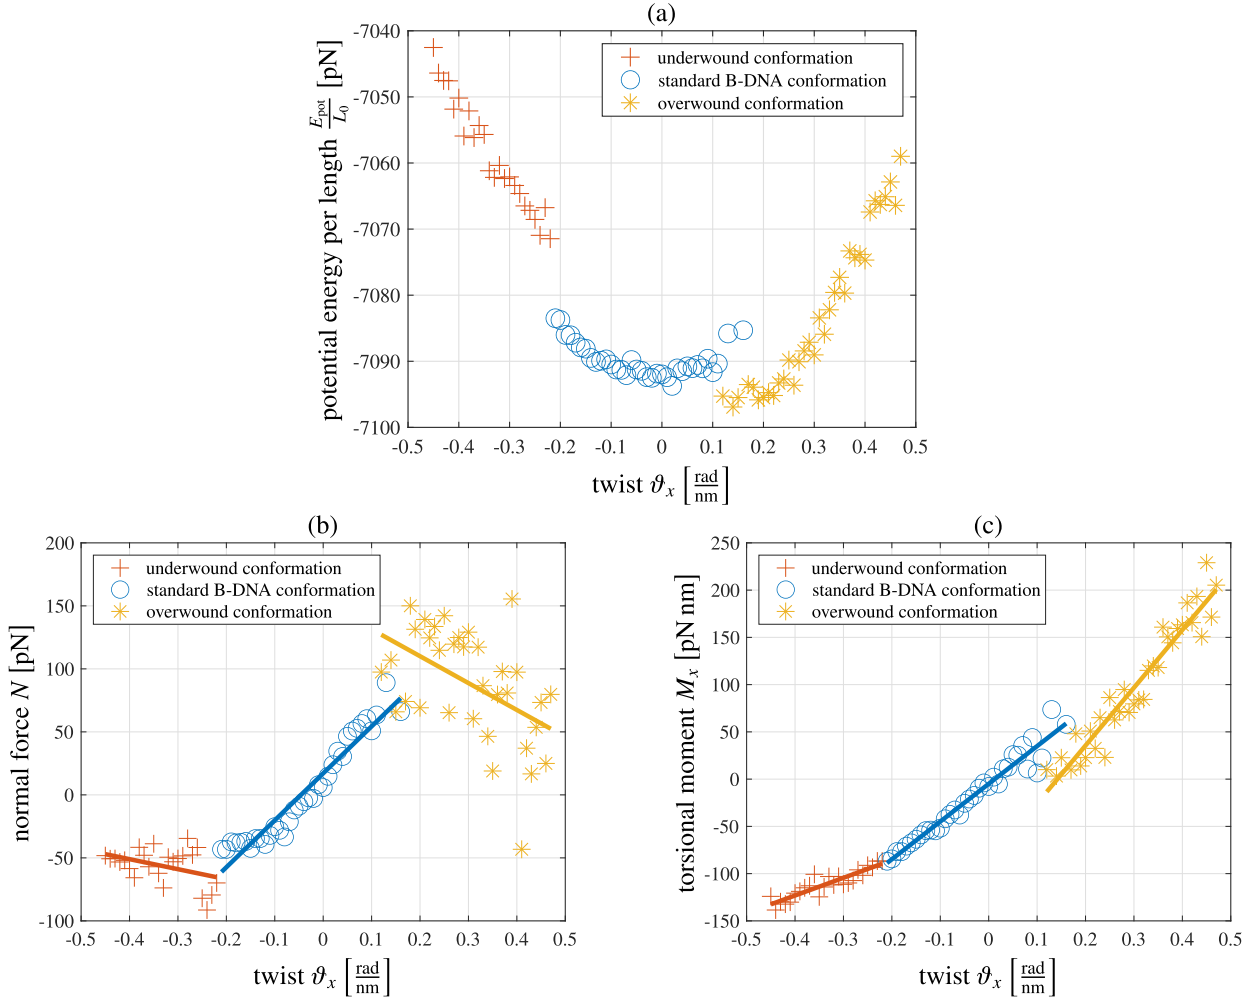 (a)
-7040
-7050
-7060
-7070
-7080
-7090
-7100
potential energy per length E_pot/L_0 [pN]
underwound conformation
standard B-DNA conformation
overwound conformation
-0.5 -0.4 -0.3 -0.2 -0.1 0 0.1 0.2 0.3 0.4 0.5
twist ϑ_x [rad/nm]
(b)
200
150
100
50
0
-50
-100
normal force N [pN]
underwound conformation
standard B-DNA conformation
overwound conformation
-0.5 -0.4 -0.3 -0.2 -0.1 0 0.1 0.2 0.3 0.4 0.5
twist ϑ_x [rad/nm]
(c)
250
200
150
100
50
0
-50
-100
-150
torsional moment M_x [pN nm]
underwound conformation
standard B-DNA conformation
overwound conformation
-0.5 -0.4 -0.3 -0.2 -0.1 0 0.1 0.2 0.3 0.4 0.5
twist ϑ_x [rad/nm]